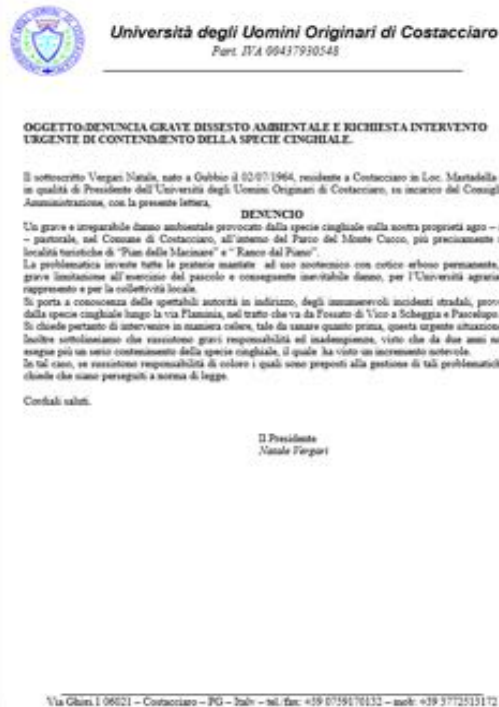 Università degli Uomini Originari di Costacciaro
Part. IVA 00437930548
OGGETTO:DENUNCIA GRAVE DISSESTO AMBIENTALE E RICHIESTA INTERVENTO
URGENTE DI CONTENIMENTO DELLA SPECIE CINGHIALE.
Il sottoscritto Vergari Natale, nato a Gubbio il 02/07/1964, residente a Costacciaro in Loc. Mastadella
in qualità di Presidente dell'Università degli Uomini Originari di Costacciaro, su incarico del Consigl
Amministrazione, con la presente lettera,
DENUNCIO
Un grave e irreparabile danno ambientale provocato dalla specie cinghiale sulla nostra proprietà agro –
– pastorale, nel Comune di Costacciaro, all'interno del Parco del Monte Cucco, più precisamente
località turistiche di "Pian delle Macinare" e " Ranco dal Piano".
La problematica investe tutte le praterie mantate ad uso zootecnico con cotico erboso permanente,
grave limitazione all'esercizio del pascolo e conseguente inevitabile danno, per l'Università agraria
rappresento e per la collettività locale.
Si porta a conoscenza delle spettabili autorità in indirizzo, degli innumerevoli incidenti stradali, prov
dalla specie cinghiale lungo la via Flaminia, nel tratto che va da Fossato di Vico a Scheggia e Pascelupo.
Si chiede pertanto di intervenire in maniera celere, tale da sanare quanto prima, questa urgente situazion
Inoltre sottolineiamo che sussistono gravi responsabilità ed inadempienze, visto che da due anni no
esegue più un serio contenimento della specie cinghiale, il quale ha visto un incremento notevole.
In tal caso, se sussistono responsabilità di coloro i quali sono preposti alla gestione di tali problematich
chiede che siano perseguiti a norma di legge.
Cordiali saluti.
Il Presidente
Natale Vergari
Via Ghiri,1 06021 – Costacciaro – PG – Italy – tel./fax: +39 0759170132 – mob: +39 3772513172